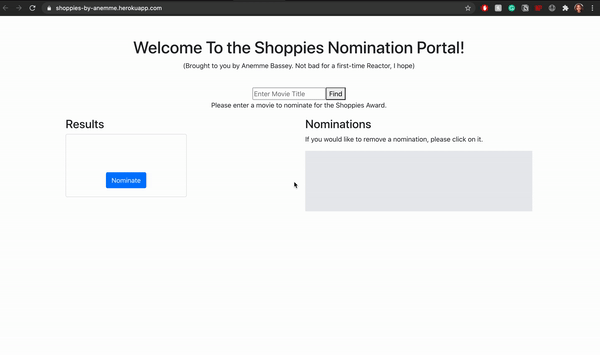 shoppies-by-anemme.herokuapp.com
Welcome To the Shoppies Nomination Portal!
(Brought to you by Anemme Bassey. Not bad for a first-time Reactor, I hope)
Enter Movie Title Find
Please enter a movie to nominate for the Shoppies Award.
Results
Nominate
Nominations
If you would like to remove a nomination, please click on it.